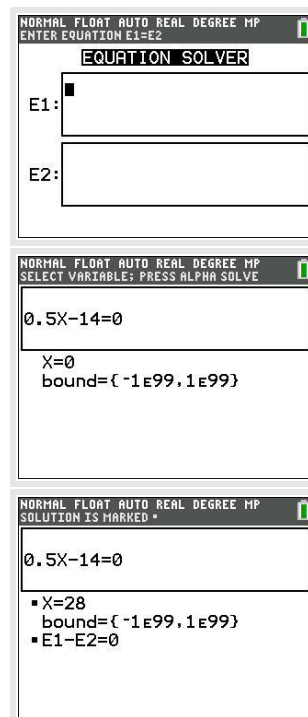 NORMAL FLOAT AUTO REAL DEGREE MP
ENTER EQUATION E1=E2
EQUATION SOLVER
E1:
E2:
NORMAL FLOAT AUTO REAL DEGREE MP
SELECT VARIABLE; PRESS ALPHA SOLVE
0.5X-14=0
X=0
bound={-1E99,1E99}
NORMAL FLOAT AUTO REAL DEGREE MP
SOLUTION IS MARKED ▪
0.5X-14=0
▪X=28
bound={-1E99,1E99}
▪E1-E2=0